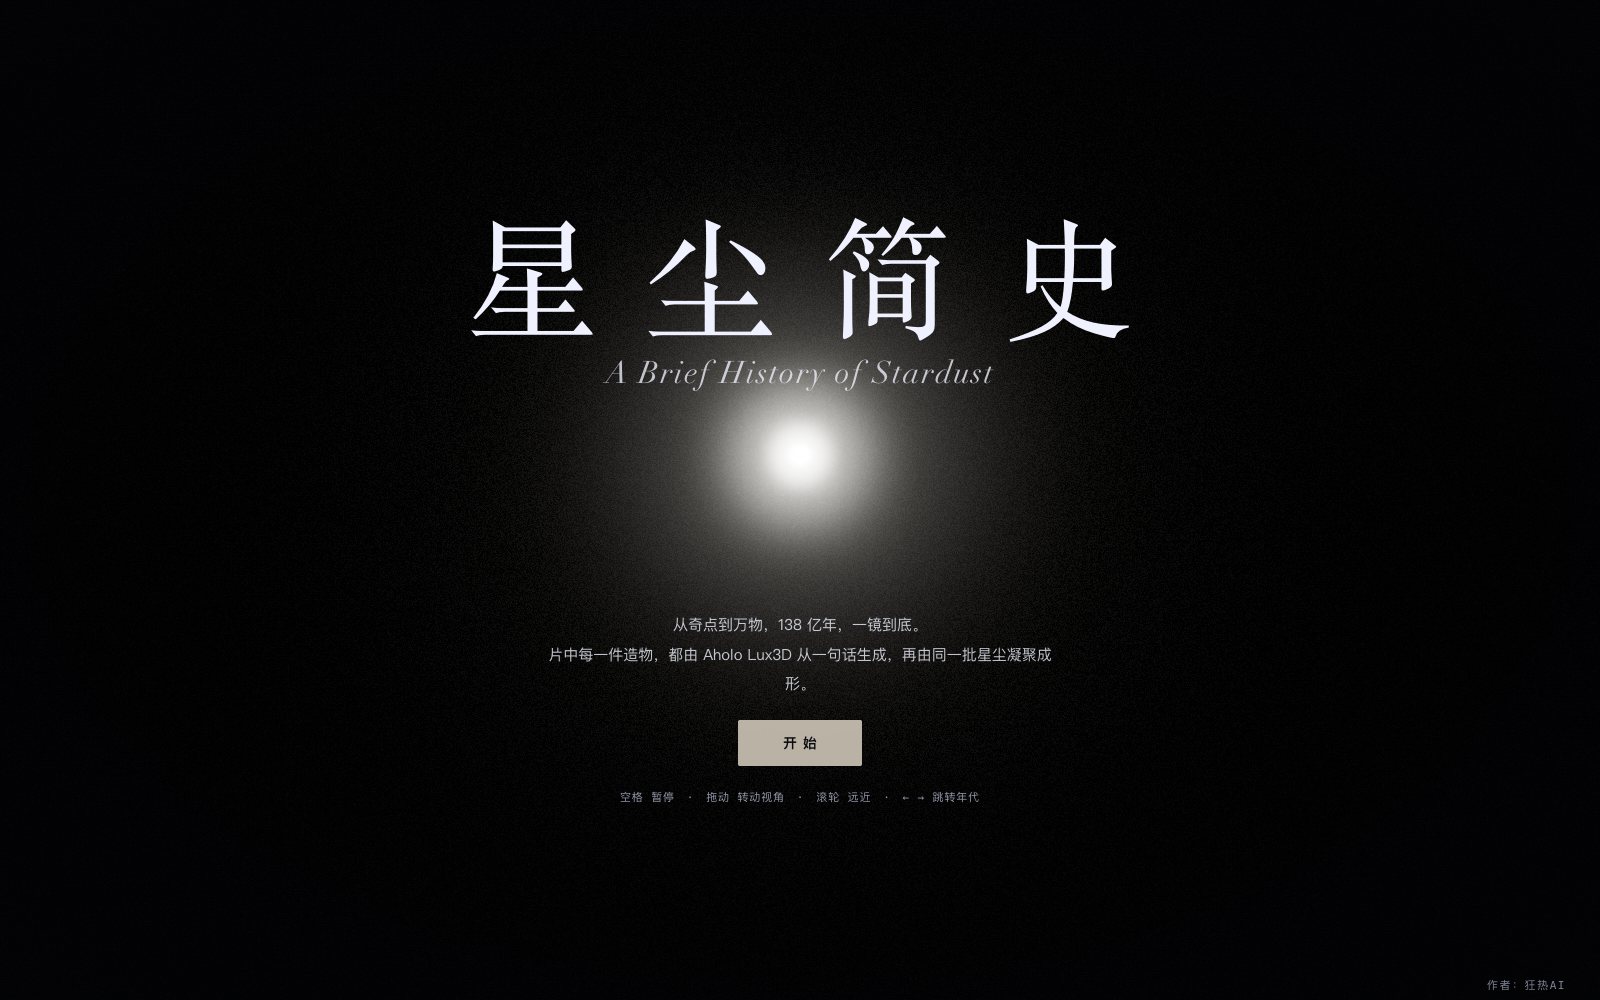 星尘简史
A Brief History of Stardust
从奇点到万物，138 亿年，一镜到底。
片中每一件造物，都由 Aholo Lux3D 从一句话生成，再由同一批星尘凝聚成
形。
开始
空格 暂停 · 拖动 转动视角 · 滚轮 远近 · ← → 跳转年代
作者：狂热AI